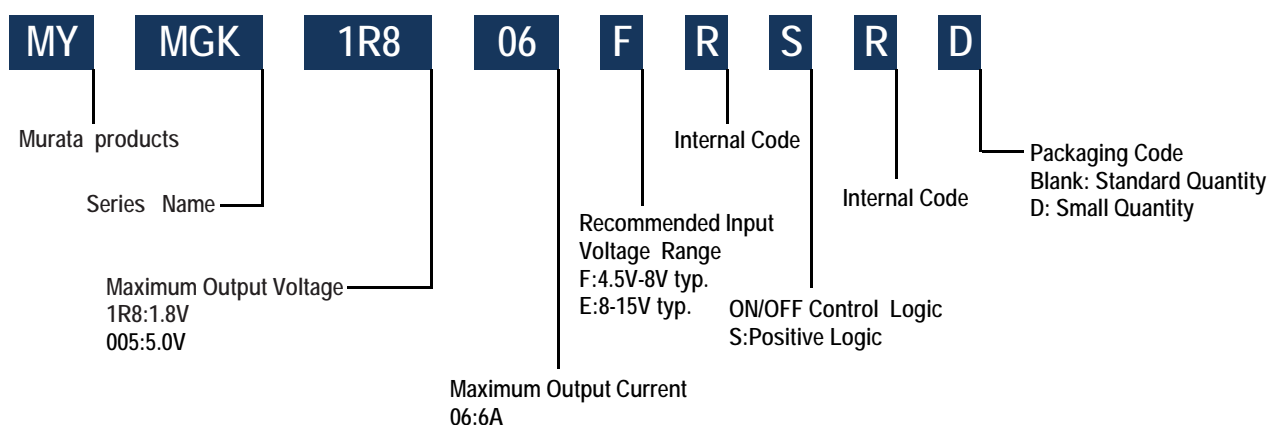 MY MGK 1R8 06 F R S R D
Murata products
Series Name
Maximum Output Voltage
1R8:1.8V
005:5.0V
Maximum Output Current
06:6A
Recommended Input
Voltage Range
F:4.5V-8V typ.
E:8-15V typ.
Internal Code
ON/OFF Control Logic
S:Positive Logic
Internal Code
Packaging Code
Blank: Standard Quantity
D: Small Quantity